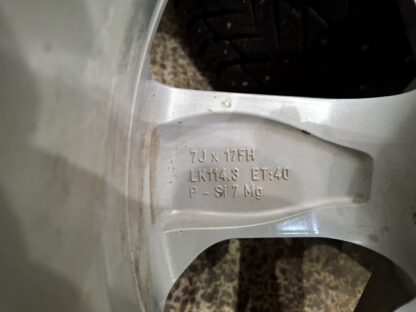 7J x 17FH
LK114.3 ET:40
P - Si 7 Mg